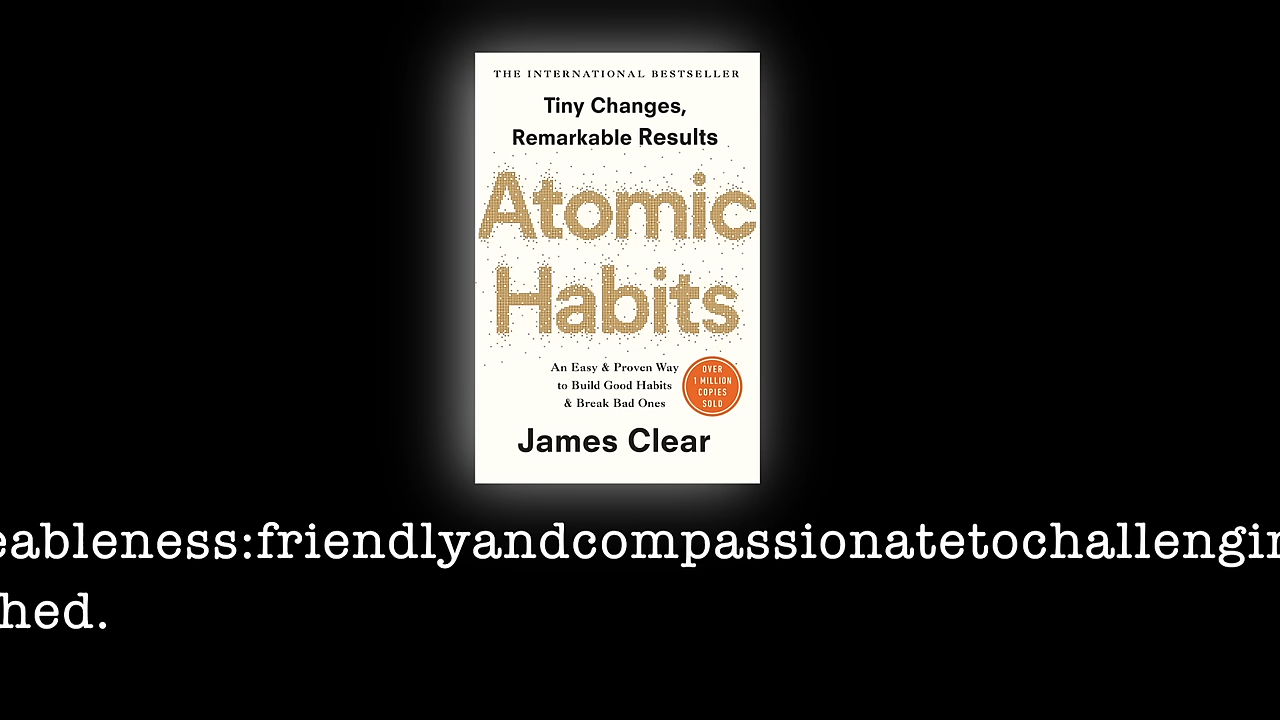 THE INTERNATIONAL BESTSELLER
Tiny Changes,
Remarkable Results
Atomic
Habits
An Easy & Proven Way
to Build Good Habits
& Break Bad Ones
OVER
1 MILLION
COPIES
SOLD
James Clear
eableness:friendlyandcompassionatetochallengin
hed.